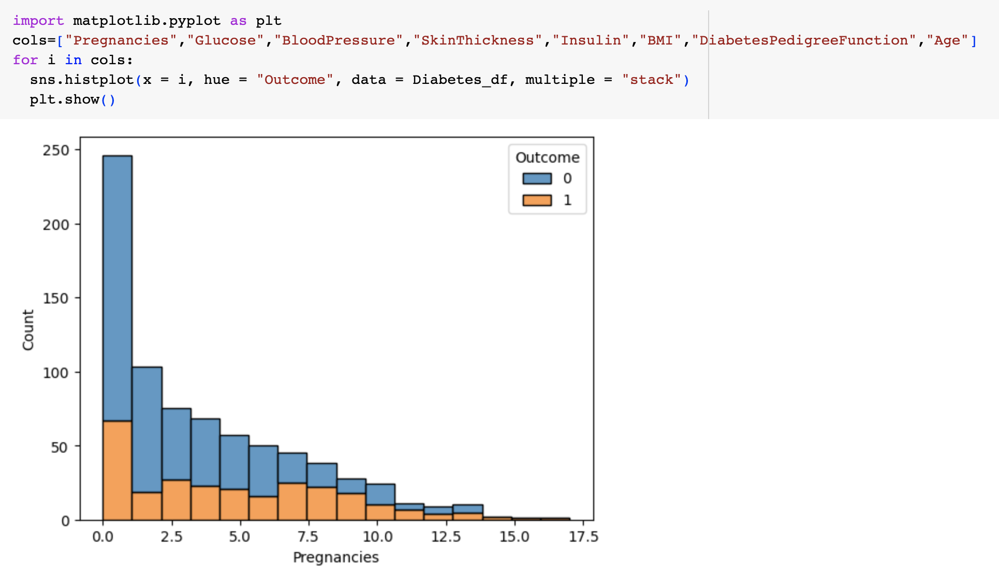 import matplotlib.pyplot as plt
cols=["Pregnancies","Glucose","BloodPressure","SkinThickness","Insulin","BMI","DiabetesPedigreeFunction","Age"]
for i in cols:
  sns.histplot(x = i, hue = "Outcome", data = Diabetes_df, multiple = "stack")
  plt.show()
Outcome
0
1
250
200
150
100
50
0
Count
0.0 2.5 5.0 7.5 10.0 12.5 15.0 17.5
Pregnancies